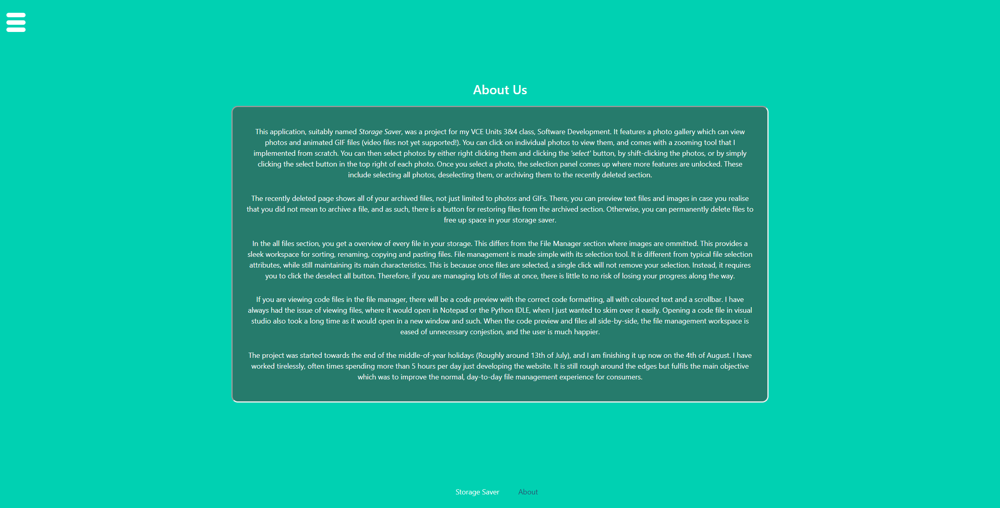 About Us
This application, suitably named Storage Saver, was a project for my VCE Units 3&4 class, Software Development. It features a photo gallery which can view
photos and animated GIF files (video files not yet supported!). You can click on individual photos to view them, and comes with a zooming tool that I
implemented from scratch. You can then select photos by either right clicking them and clicking the 'select' button, by shift-clicking the photos, or by simply
clicking the select button in the top right of each photo. Once you select a photo, the selection panel comes up where more features are unlocked. These
include selecting all photos, deselecting them, or archiving them to the recently deleted section.
The recently deleted page shows all of your archived files, not just limited to photos and GIFs. There, you can preview text files and images in case you realise
that you did not mean to archive a file, and as such, there is a button for restoring files from the archived section. Otherwise, you can permanently delete files to
free up space in your storage saver.
In the all files section, you get a overview of every file in your storage. This differs from the File Manager section where images are ommitted. This provides a
sleek workspace for sorting, renaming, copying and pasting files. File management is made simple with its selection tool. It is different from typical file selection
attributes, while still maintaining its main characteristics. This is because once files are selected, a single click will not remove your selection. Instead, it requires
you to click the deselect all button. Therefore, if you are managing lots of files at once, there is little to no risk of losing your progress along the way.
If you are viewing code files in the file manager, there will be a code preview with the correct code formatting, all with coloured text and a scrollbar. I have
always had the issue of viewing files, where it would open in Notepad or the Python IDLE, when I just wanted to skim over it easily. Opening a code file in visual
studio also took a long time as it would open in a new window and such. When the code preview and files all side-by-side, the file management workspace is
eased of unnecessary conjestion, and the user is much happier.
The project was started towards the end of the middle-of-year holidays (Roughly around 13th of July), and I am finishing it up now on the 4th of August. I have
worked tirelessly, often times spending more than 5 hours per day just developing the website. It is still rough around the edges but fulfils the main objective
which was to improve the normal, day-to-day file management experience for consumers.
Storage Saver About